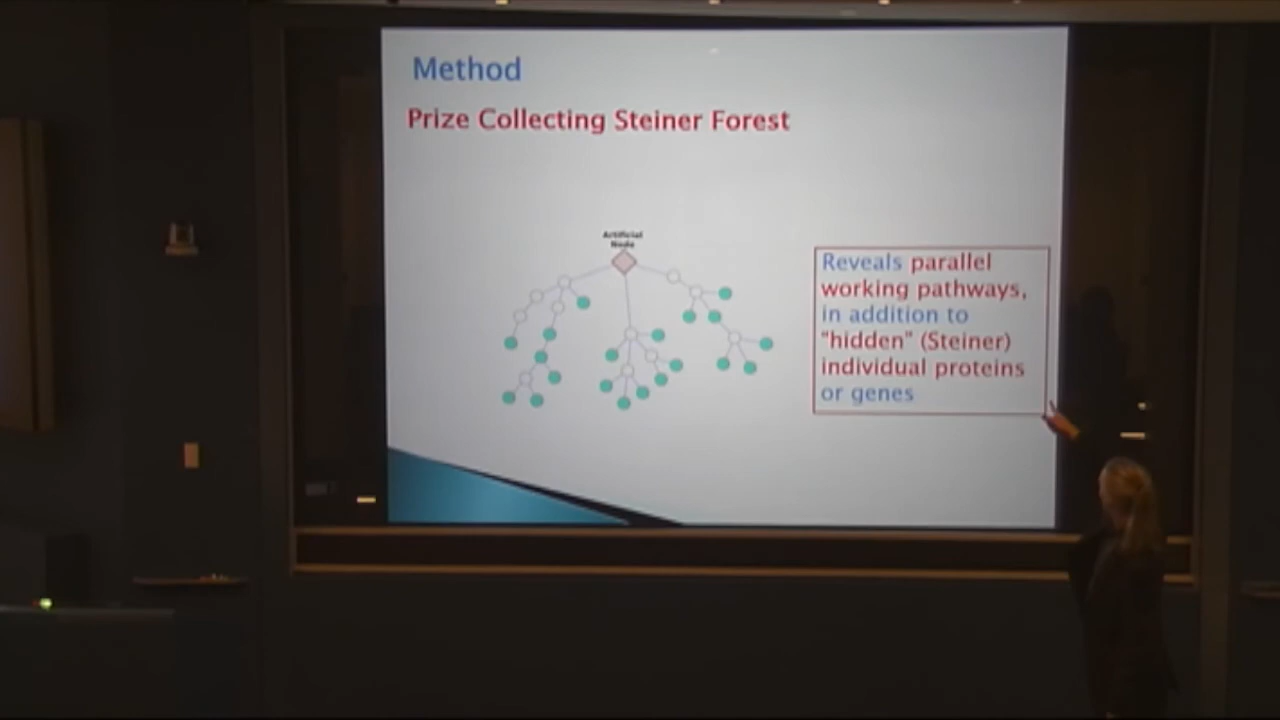 Method
Prize Collecting Steiner Forest
Artificial
Node
Reveals parallel
working pathways,
in addition to
"hidden" (Steiner)
individual proteins
or genes